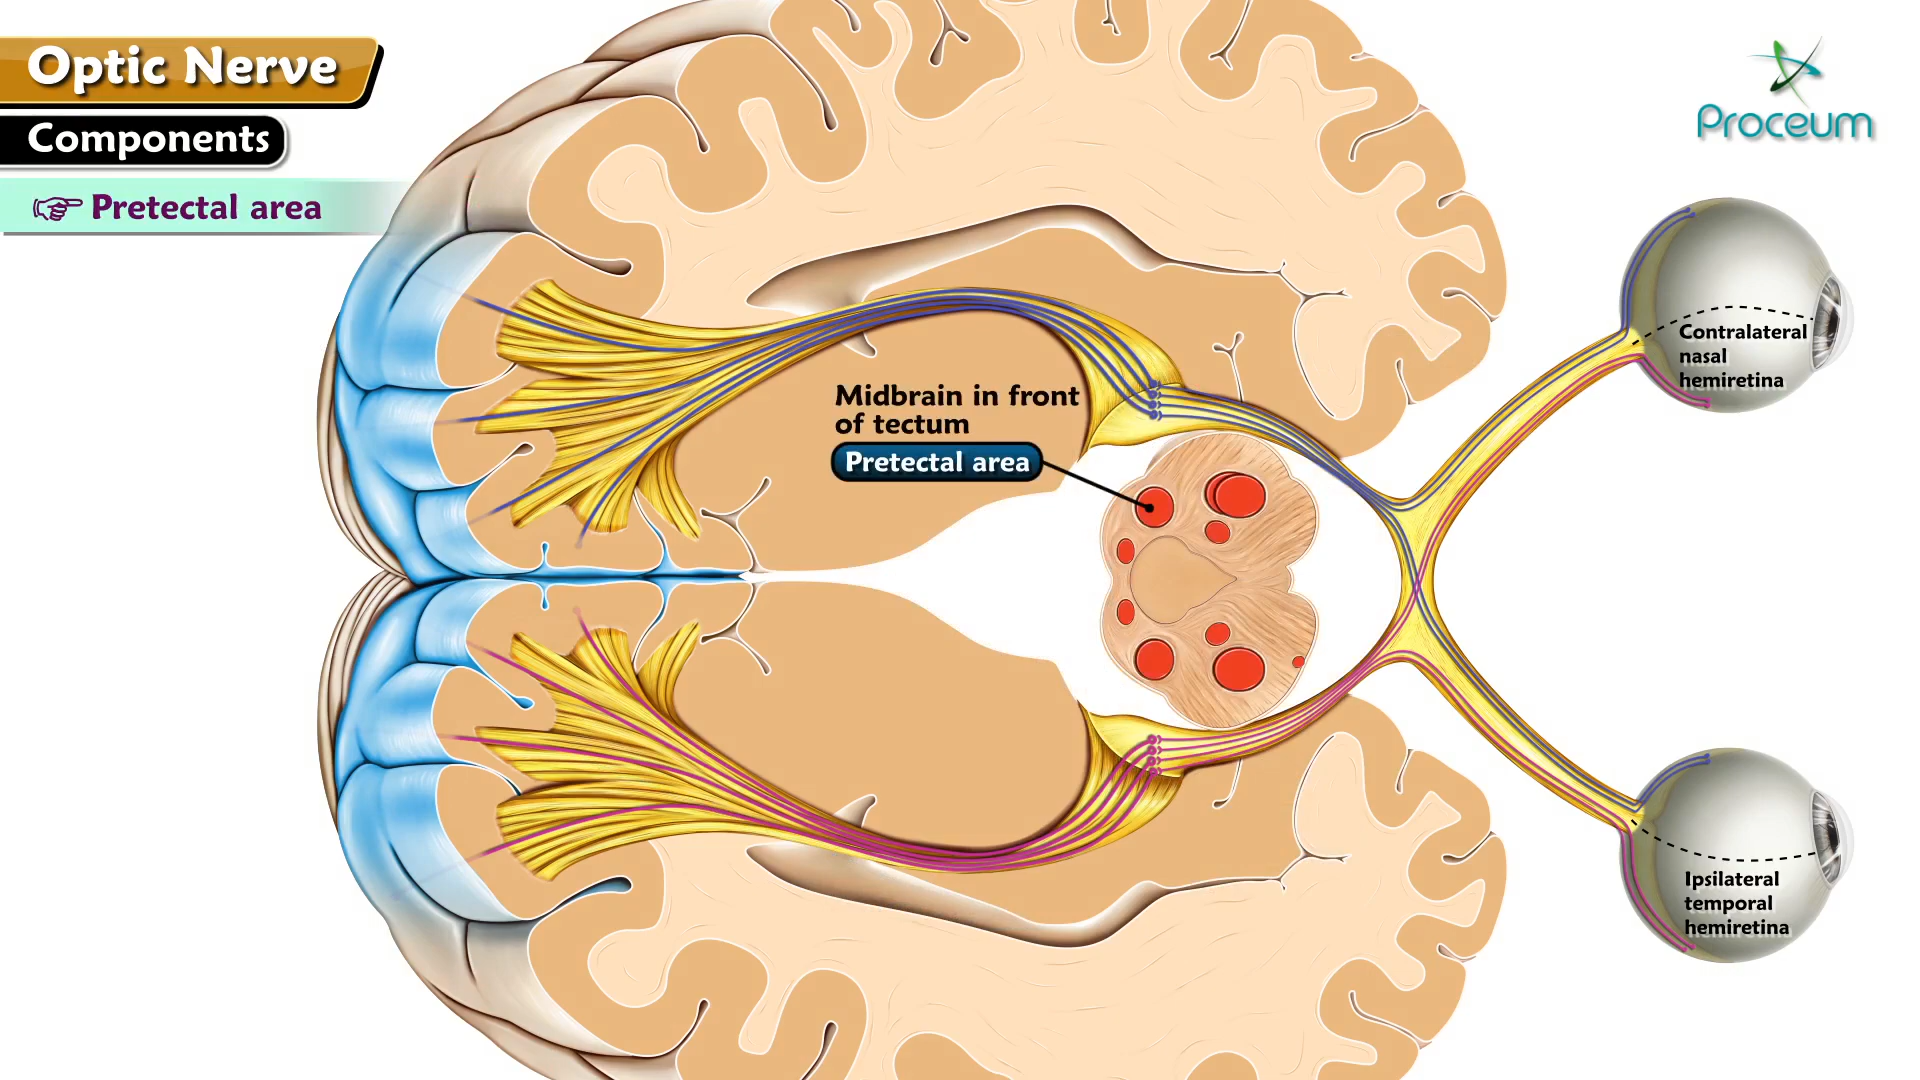 Optic Nerve
Components
Pretectal area
Proceum
Midbrain in front
of tectum
Pretectal area
Contralateral
nasal
hemiretina
Ipsilateral
temporal
hemiretina